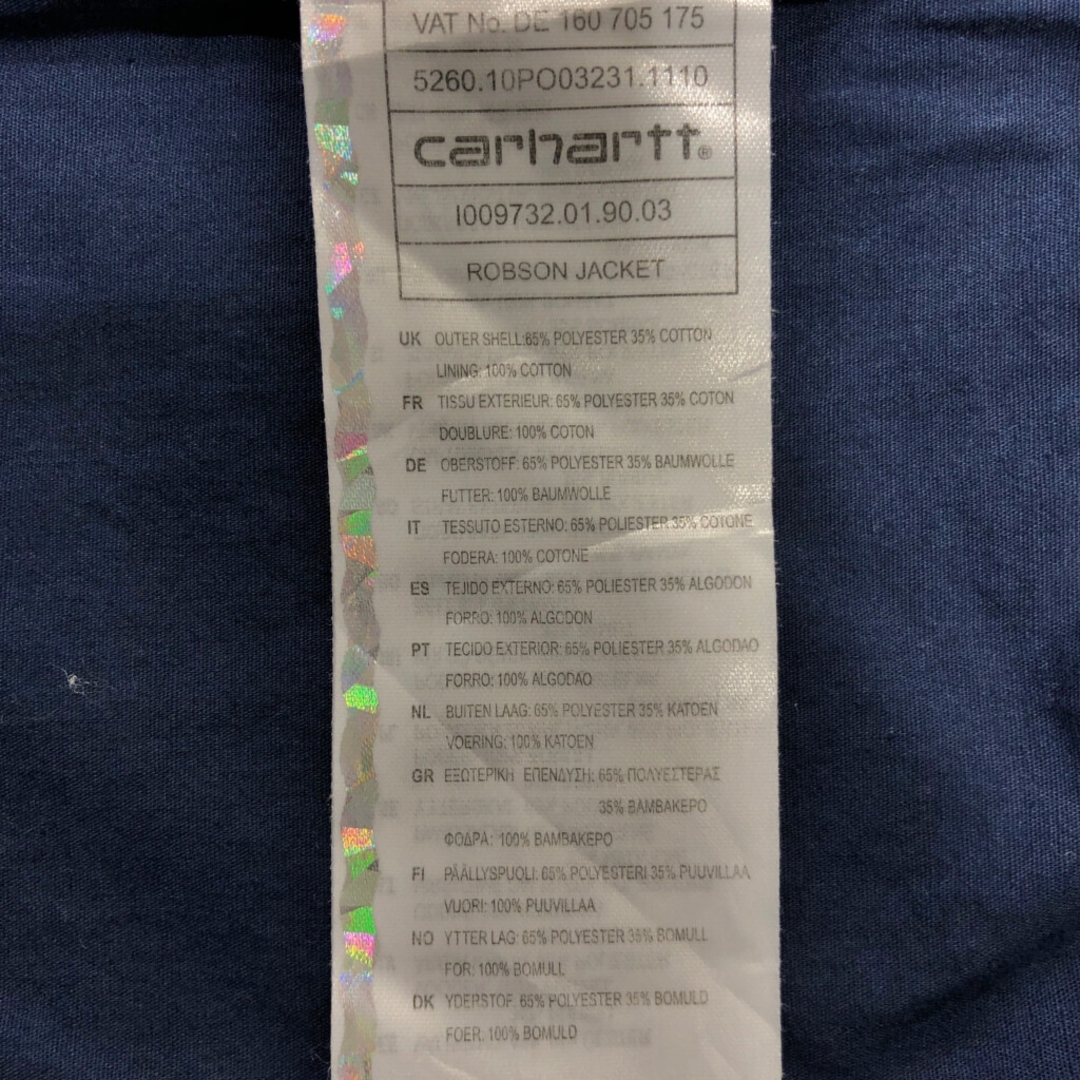 VAT No. DE 160 705 175
5260.10PO03231.1110
carhartt®
I009732.01.90.03
ROBSON JACKET
UK OUTER SHELL:65% POLYESTER 35% COTTON
LINING: 100% COTTON
FR TISSU EXTERIEUR: 65% POLYESTER 35% COTON
DOUBLURE: 100% COTON
DE OBERSTOFF: 65% POLYESTER 35% BAUMWOLLE
FUTTER: 100% BAUMWOLLE
IT TESSUTO ESTERNO: 65% POLIESTER 35% COTONE
FODERA: 100% COTONE
ES TEJIDO EXTERNO: 65% POLIESTER 35% ALGODON
FORRO: 100% ALGODON
PT TECIDO EXTERIOR: 65% POLIESTER 35% ALGODAO
FORRO: 100% ALGODAO
NL BUITEN LAAG: 65% POLYESTER 35% KATOEN
VOERING: 100% KATOEN
GR ΕΞΩΤΕΡΙΚΗ ΕΠΕΝΔΥΣΗ: 65% ΠΟΛΥΕΣΤΕΡΑΣ
35% ΒΑΜΒΑΚΕΡΟ
ΦΟΔΡΑ: 100% ΒΑΜΒΑΚΕΡΟ
FI PÄÄLLYSPUOLI: 65% POLYESTERI 35% PUUVILLAA
VUORI: 100% PUUVILLAA
NO YTTER LAG: 65% POLYESTER 35% BOMULL
FOR: 100% BOMULL
DK YDERSTOF: 65% POLYESTER 35% BOMULD
FOER: 100% BOMULD